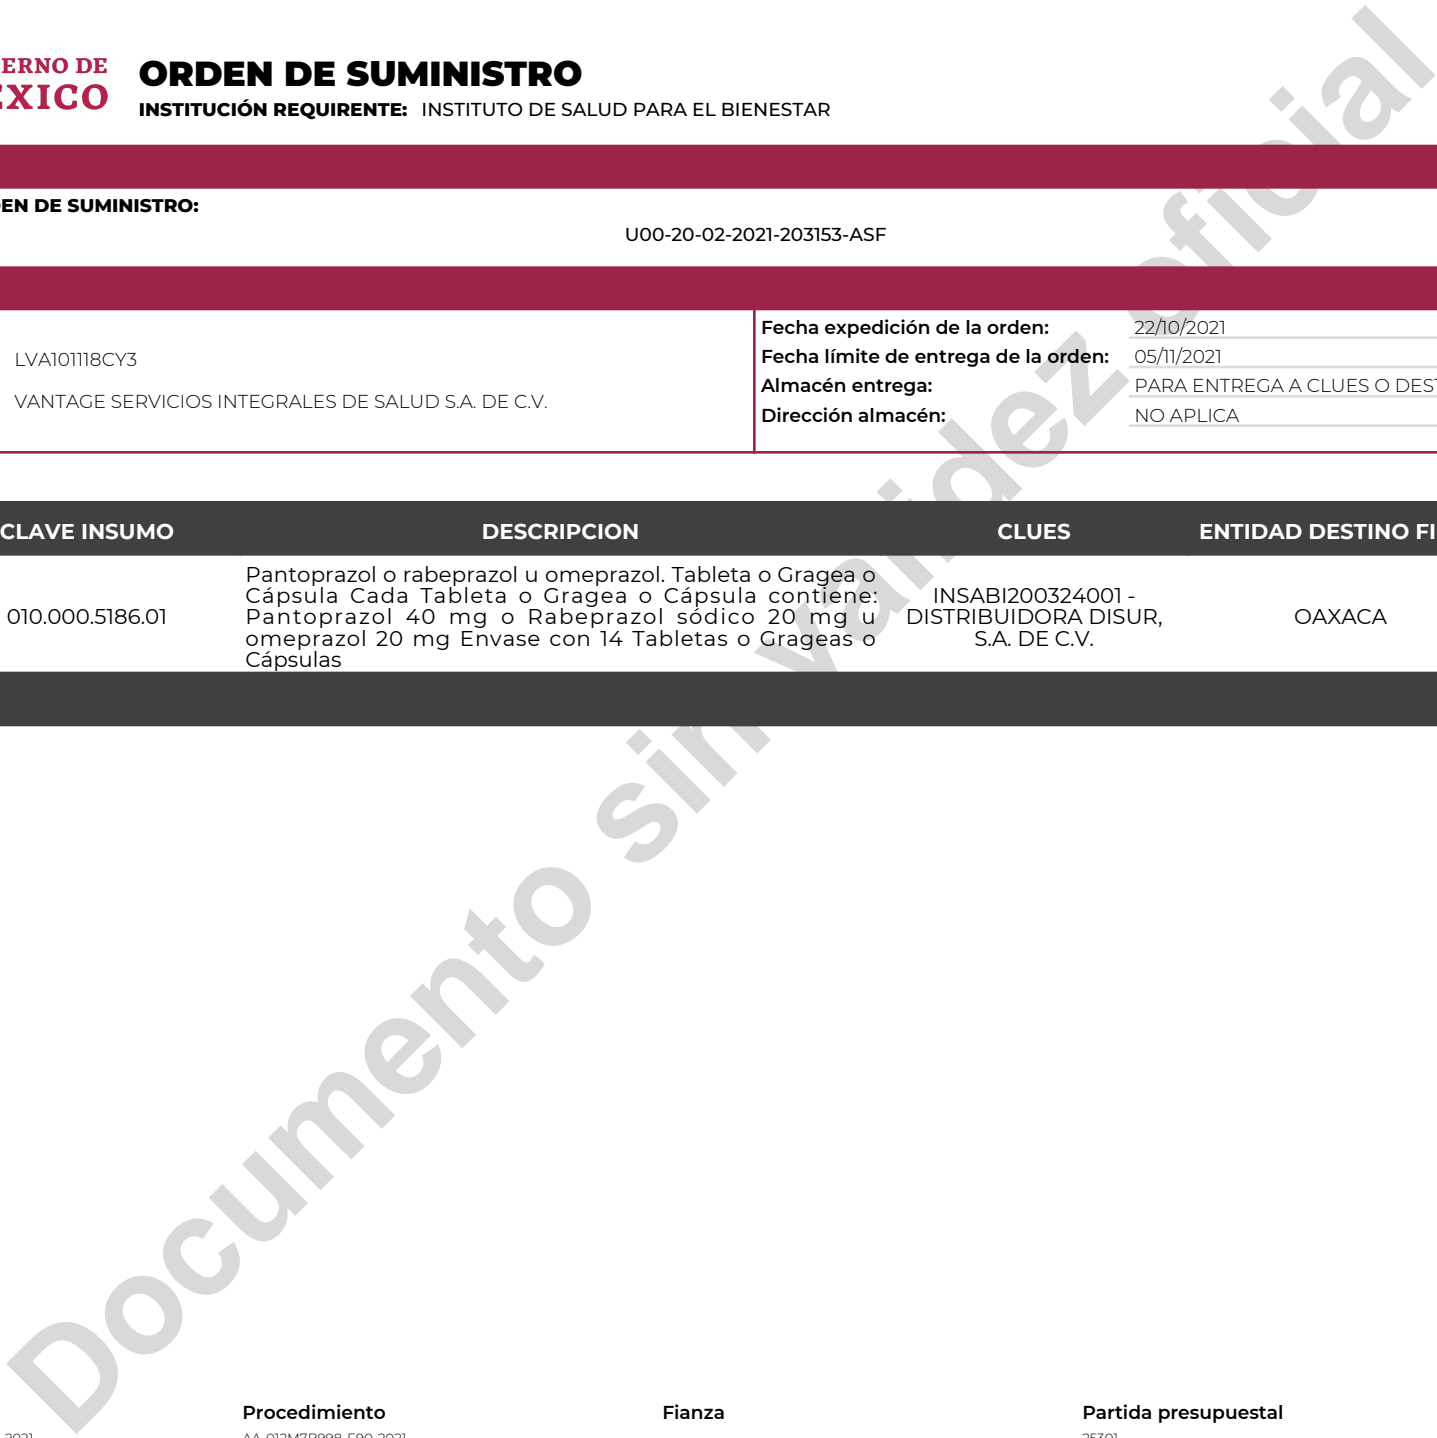 ERNO DE
ORDEN DE SUMINISTRO
EXICO
INSTITUCIÓN REQUIRENTE: INSTITUTO DE SALUD PARA EL BIENESTAR
EN DE SUMINISTRO:
U00-20-02-2021-203153-ASF
LVA101118CY3
VANTAGE SERVICIOS INTEGRALES DE SALUD S.A. DE C.V.
Fecha expedición de la orden: 22/10/2021
Fecha límite de entrega de la orden: 05/11/2021
Almacén entrega: PARA ENTREGA A CLUES O DEST
Dirección almacén: NO APLICA
CLAVE INSUMO DESCRIPCION CLUES ENTIDAD DESTINO FI
010.000.5186.01
Pantoprazol o rabeprazol u omeprazol. Tableta o Gragea o
Cápsula Cada Tableta o Gragea o Cápsula contiene:
Pantoprazol 40 mg o Rabeprazol sódico 20 mg u
omeprazol 20 mg Envase con 14 Tabletas o Grageas o
Cápsulas
INSABI200324001 -
DISTRIBUIDORA DISUR,
S.A. DE C.V.
OAXACA
Documento sin validez oficial
Procedimiento Fianza Partida presupuestal